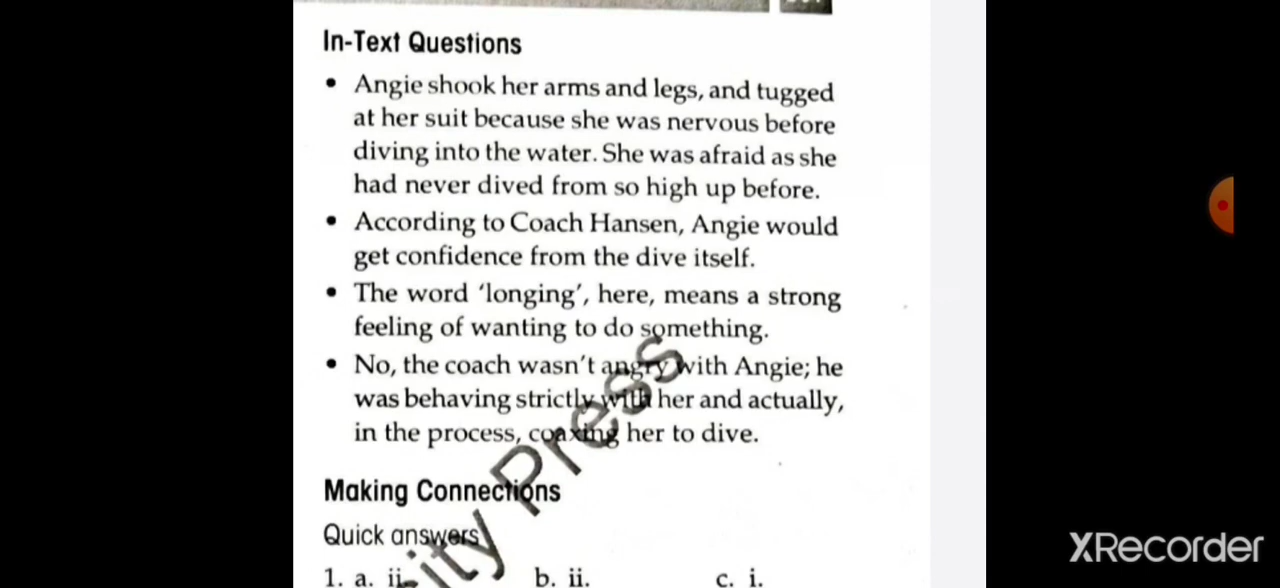 In-Text Questions
• Angie shook her arms and legs, and tugged
at her suit because she was nervous before
diving into the water. She was afraid as she
had never dived from so high up before.
• According to Coach Hansen, Angie would
get confidence from the dive itself.
• The word ‘longing’, here, means a strong
feeling of wanting to do something.
• No, the coach wasn’t angry with Angie; he
was behaving strictly with her and actually,
in the process, coaxing her to dive.
Making Connections
Quick answers
1. a. ii. b. ii. c. i.
ity Press
XRecorder